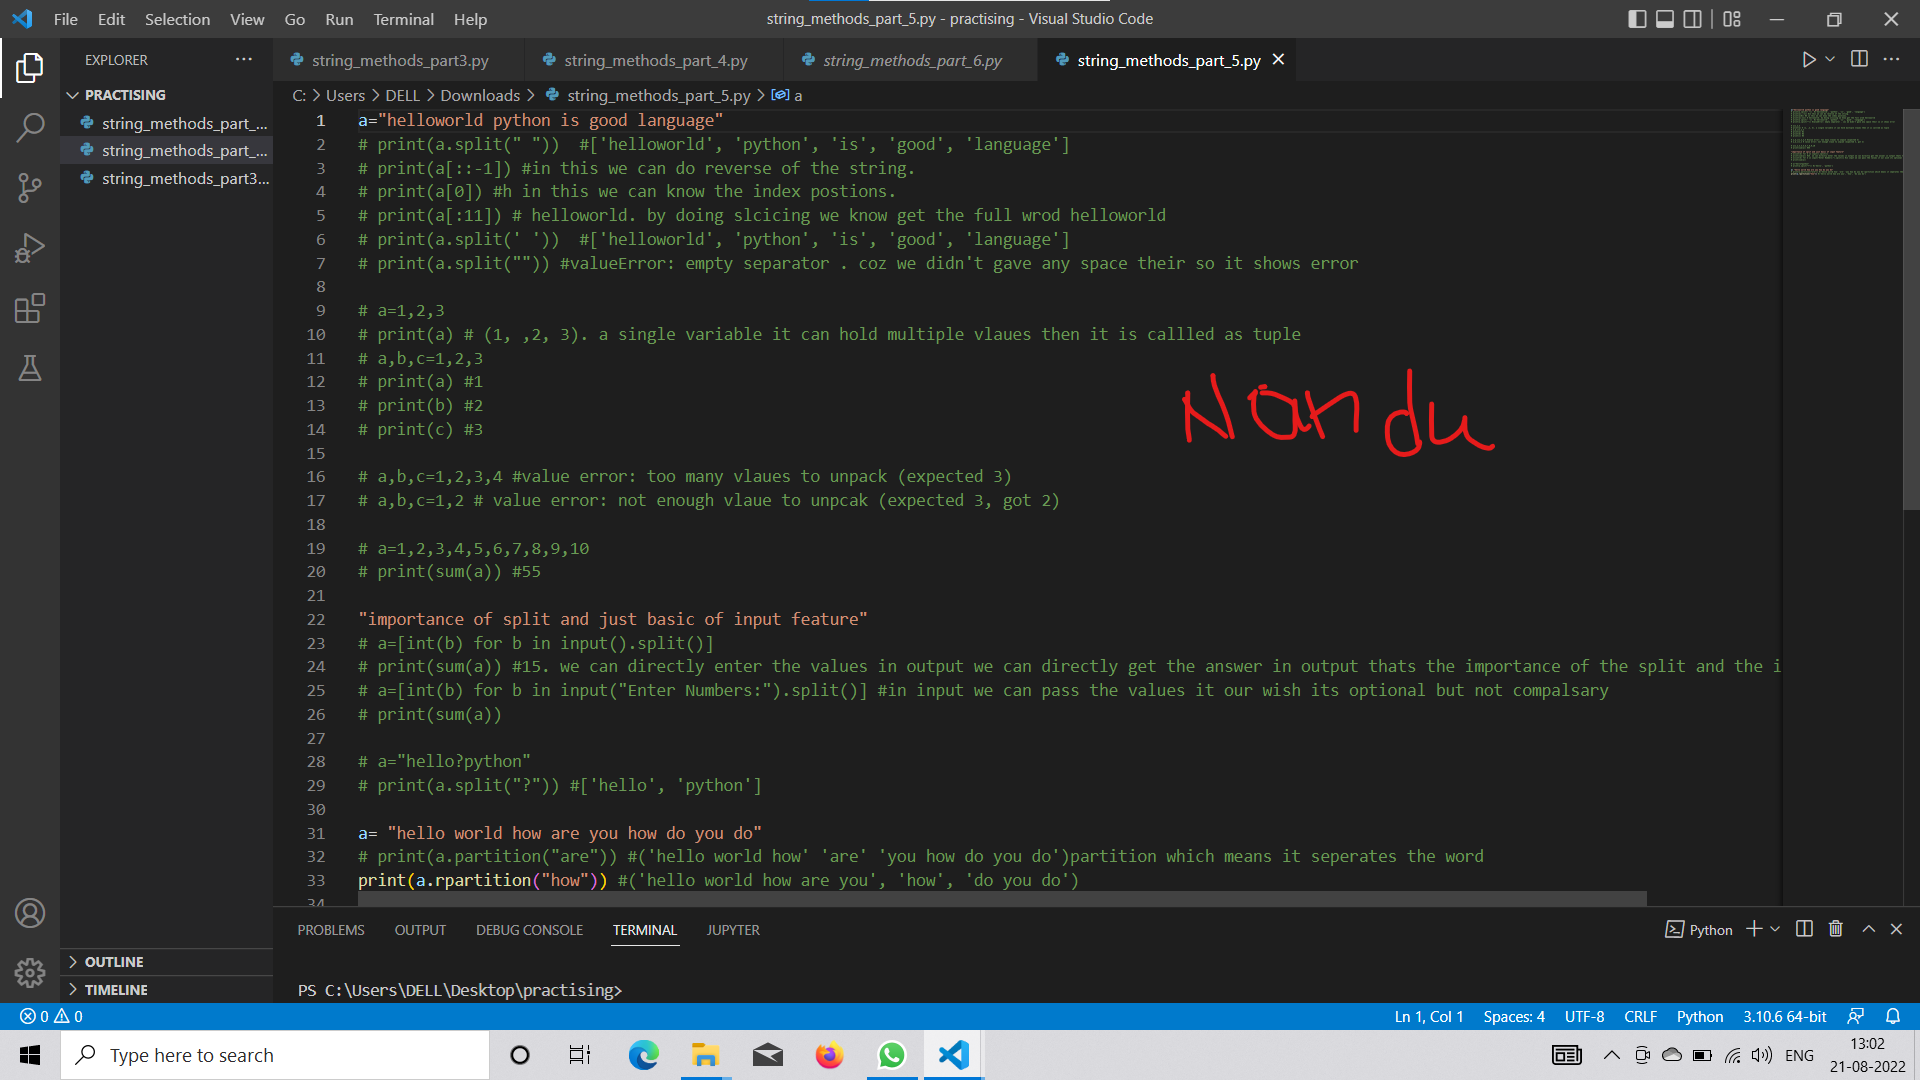 File Edit Selection View Go Run Terminal Help
string_methods_part_5.py - practising - Visual Studio Code
EXPLORER
string_methods_part3.py string_methods_part_4.py string_methods_part_6.py string_methods_part_5.py
PRACTISING
string_methods_part_...
string_methods_part_...
string_methods_part3...
C: > Users > DELL > Downloads > string_methods_part_5.py > a
1 a="helloworld python is good language"
2 # print(a.split(" ")) #['helloworld', 'python', 'is', 'good', 'language']
3 # print(a[::-1]) #in this we can do reverse of the string.
4 # print(a[0]) #h in this we can know the index postions.
5 # print(a[:11]) # helloworld. by doing slcicing we know get the full wrod helloworld
6 # print(a.split(' ')) #['helloworld', 'python', 'is', 'good', 'language']
7 # print(a.split("")) #valueError: empty separator . coz we didn't gave any space their so it shows error
8
9 # a=1,2,3
10 # print(a) # (1, ,2, 3). a single variable it can hold multiple vlaues then it is callled as tuple
11 # a,b,c=1,2,3
12 # print(a) #1
13 # print(b) #2
14 # print(c) #3
15
16 # a,b,c=1,2,3,4 #value error: too many vlaues to unpack (expected 3)
17 # a,b,c=1,2 # value error: not enough vlaue to unpcak (expected 3, got 2)
18
19 # a=1,2,3,4,5,6,7,8,9,10
20 # print(sum(a)) #55
21
22 "importance of split and just basic of input feature"
23 # a=[int(b) for b in input().split()]
24 # print(sum(a)) #15. we can directly enter the values in output we can directly get the answer in output thats the importance of the split and the i
25 # a=[int(b) for b in input("Enter Numbers:").split()] #in input we can pass the values it our wish its optional but not compalsary
26 # print(sum(a))
27
28 # a="hello?python"
29 # print(a.split("?")) #['hello', 'python']
30
31 a= "hello world how are you how do you do"
32 # print(a.partition("are")) #('hello world how' 'are' 'you how do you do')partition which means it seperates the word
33 print(a.rpartition("how")) #('hello world how are you', 'how', 'do you do')
34
Nandu
PROBLEMS OUTPUT DEBUG CONSOLE TERMINAL JUPYTER
Python
PS C:\Users\DELL\Desktop\practising>
OUTLINE
TIMELINE
0 0
Ln 1, Col 1 Spaces: 4 UTF-8 CRLF Python 3.10.6 64-bit
Type here to search
ENG
13:02
21-08-2022